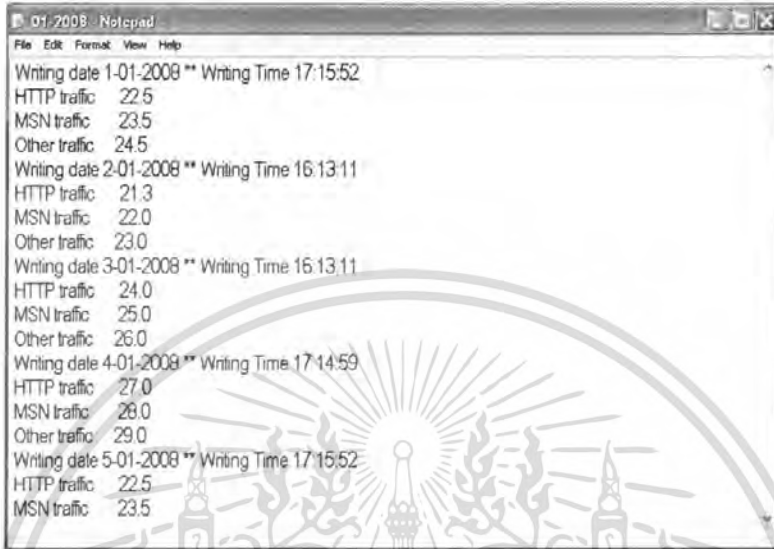 01-2008 - Notepad
File Edit Format View Help
Writing date 1-01-2008 ** Writing Time 17:15:52
HTTP traffic 22.5
MSN traffic 23.5
Other traffic 24.5
Writing date 2-01-2008 ** Writing Time 16:13:11
HTTP traffic 21.3
MSN traffic 22.0
Other traffic 23.0
Writing date 3-01-2008 ** Writing Time 16:13:11
HTTP traffic 24.0
MSN traffic 25.0
Other traffic 26.0
Writing date 4-01-2008 ** Writing Time 17:14:59
HTTP traffic 27.0
MSN traffic 28.0
Other traffic 29.0
Writing date 5-01-2008 ** Writing Time 17:15:52
HTTP traffic 22.5
MSN traffic 23.5